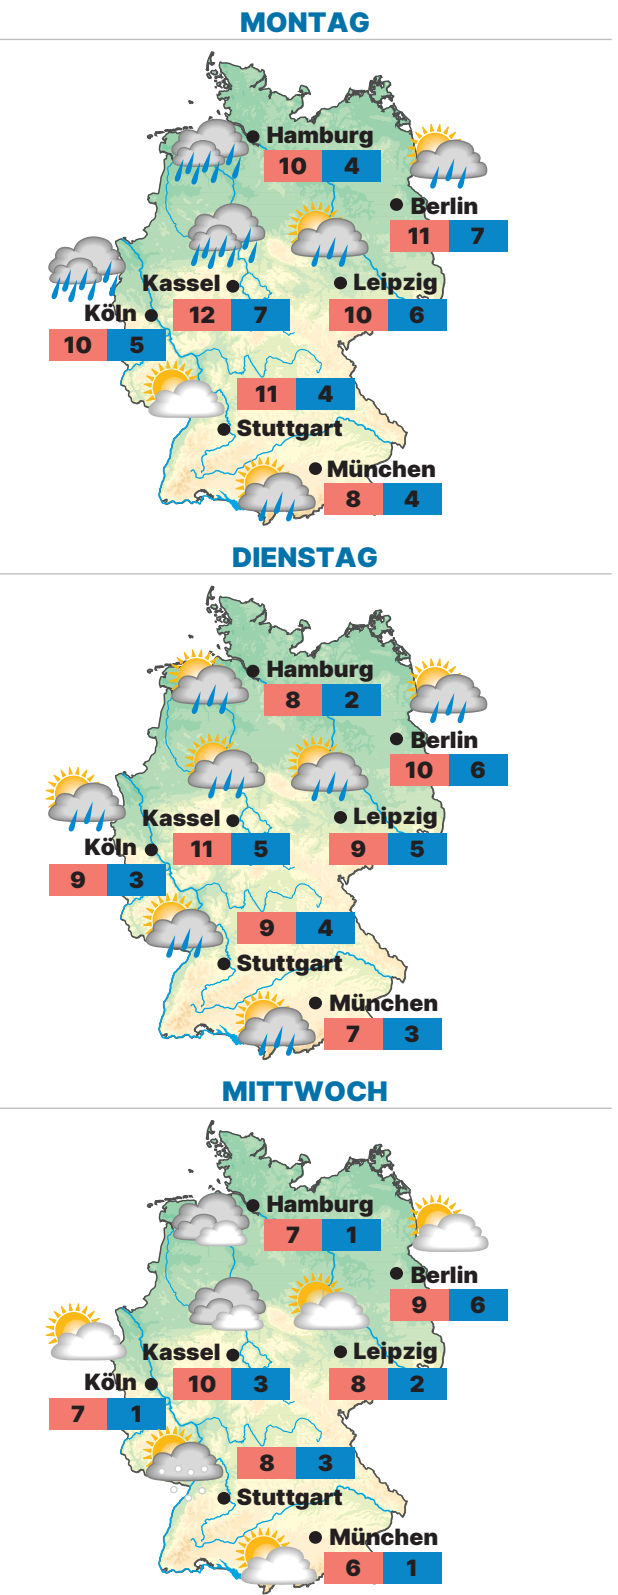 MONTAG
Hamburg
10 4
Berlin
11 7
Kassel
12 7
Leipzig
10 6
Köln
10 5
11 4
Stuttgart
München
8 4
DIENSTAG
Hamburg
8 2
Berlin
10 6
Kassel
11 5
Leipzig
9 5
Köln
9 3
9 4
Stuttgart
München
7 3
MITTWOCH
Hamburg
7 1
Berlin
9 6
Kassel
10 3
Leipzig
8 2
Köln
7 1
8 3
Stuttgart
München
6 1